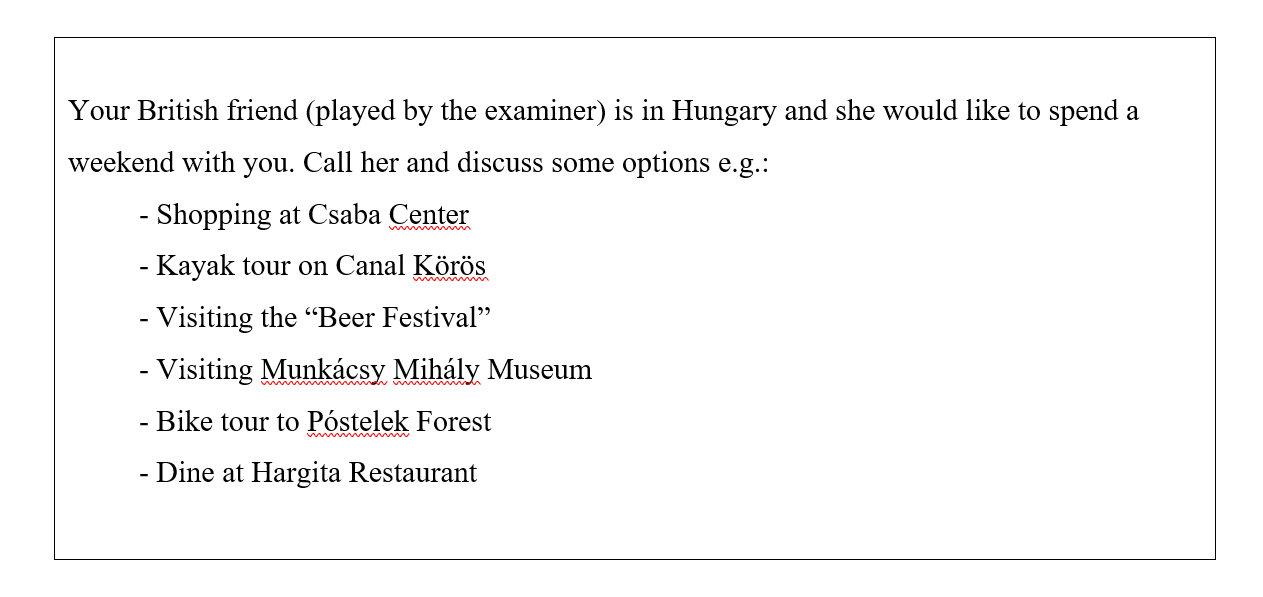 Your British friend (played by the examiner) is in Hungary and she would like to spend a
weekend with you. Call her and discuss some options e.g.:
- Shopping at Csaba Center
- Kayak tour on Canal Körös
- Visiting the “Beer Festival”
- Visiting Munkácsy Mihály Museum
- Bike tour to Póstelek Forest
- Dine at Hargita Restaurant